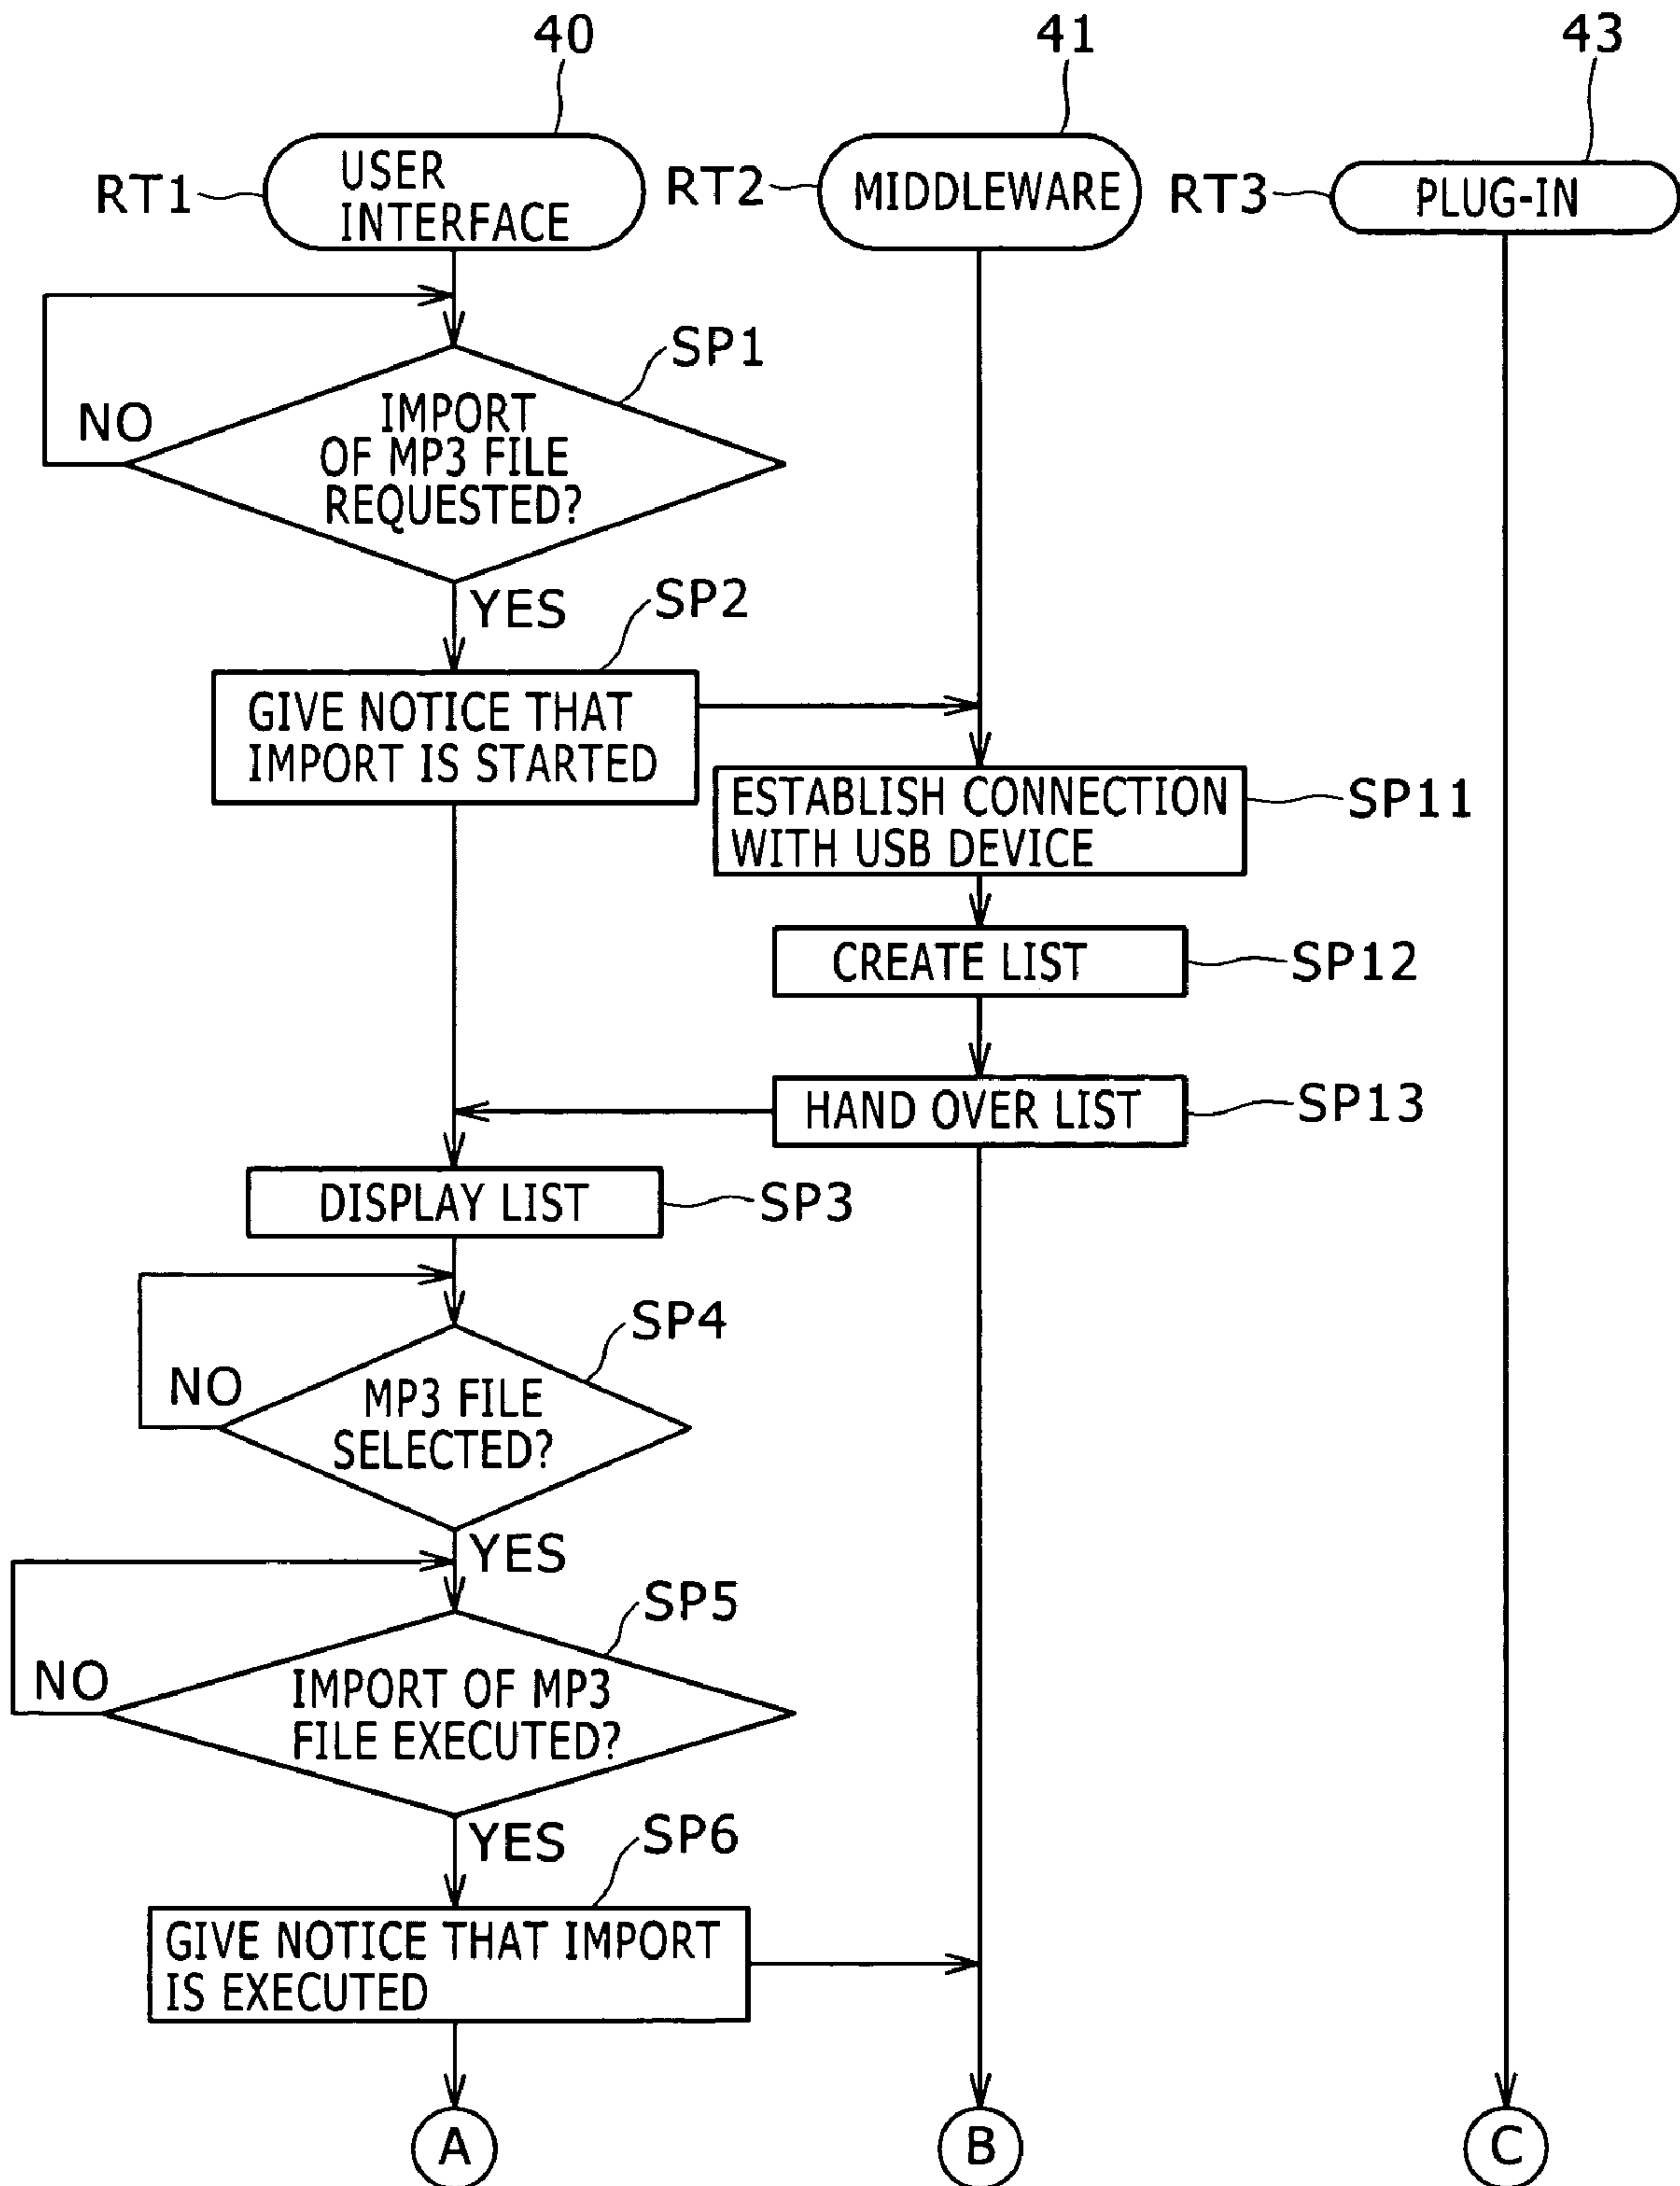 40
41
43
RT1
USER
INTERFACE
RT2
MIDDLEWARE
RT3
PLUG-IN
SP1
NO
IMPORT
OF MP3 FILE
REQUESTED?
YES
SP2
GIVE NOTICE THAT
IMPORT IS STARTED
ESTABLISH CONNECTION
WITH USB DEVICE
SP11
CREATE LIST
SP12
HAND OVER LIST
SP13
DISPLAY LIST
SP3
SP4
NO
MP3 FILE
SELECTED?
YES
SP5
NO
IMPORT OF MP3
FILE EXECUTED?
YES
SP6
GIVE NOTICE THAT IMPORT
IS EXECUTED
A
B
C